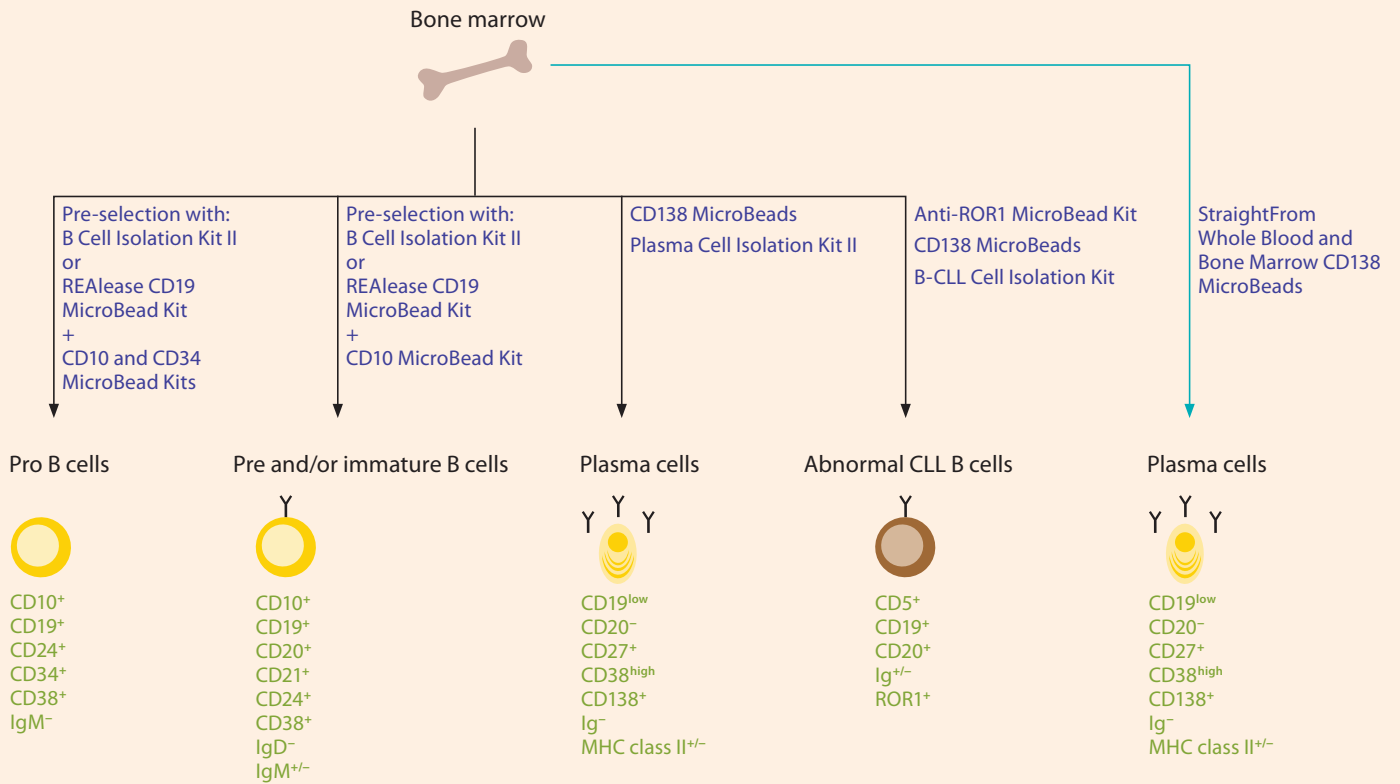 Bone marrow
Pre-selection with:
B Cell Isolation Kit II
or
REAlease CD19
MicroBead Kit
+
CD10 and CD34
MicroBead Kits
Pre-selection with:
B Cell Isolation Kit II
or
REAlease CD19
MicroBead Kit
+
CD10 MicroBead Kit
CD138 MicroBeads
Plasma Cell Isolation Kit II
Anti-ROR1 MicroBead Kit
CD138 MicroBeads
B-CLL Cell Isolation Kit
StraightFrom
Whole Blood and
Bone Marrow CD138
MicroBeads
Pro B cells
CD10⁺
CD19⁺
CD24⁺
CD34⁺
CD38⁺
IgM⁻
Pre and/or immature B cells
CD10⁺
CD19⁺
CD20⁺
CD21⁺
CD24⁺
CD38⁺
IgD⁻
IgM⁺/⁻
Plasma cells
CD19ˡᵒʷ
CD20⁻
CD27⁺
CD38ʰⁱᵍʰ
CD138⁺
Ig⁻
MHC class II⁺/⁻
Abnormal CLL B cells
CD5⁺
CD19⁺
CD20⁺
Ig⁺/⁻
ROR1⁺
Plasma cells
CD19ˡᵒʷ
CD20⁻
CD27⁺
CD38ʰⁱᵍʰ
CD138⁺
Ig⁻
MHC class II⁺/⁻